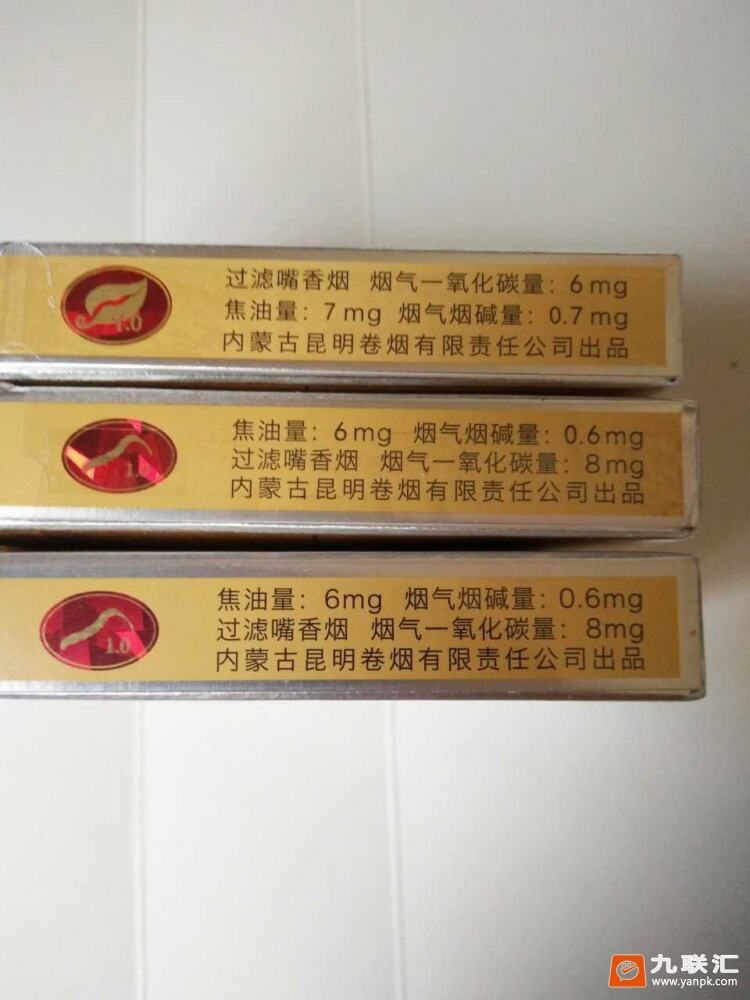 过滤嘴香烟 烟气一氧化碳量：6mg
焦油量：7mg 烟气烟碱量：0.7mg
内蒙古昆明卷烟有限责任公司出品
1.0
焦油量：6mg 烟气烟碱量：0.6mg
过滤嘴香烟 烟气一氧化碳量：8mg
内蒙古昆明卷烟有限责任公司出品
1.0
焦油量：6mg 烟气烟碱量：0.6mg
过滤嘴香烟 烟气一氧化碳量：8mg
内蒙古昆明卷烟有限责任公司出品
1.0
九联汇
www.yanpk.com